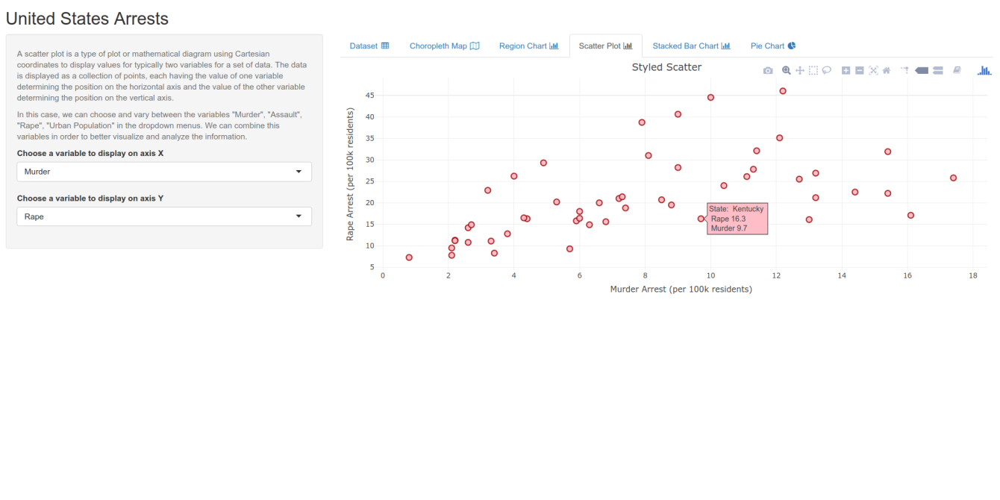 United States Arrests
A scatter plot is a type of plot or mathematical diagram using Cartesian
coordinates to display values for typically two variables for a set of data. The data
is displayed as a collection of points, each having the value of one variable
determining the position on the horizontal axis and the value of the other variable
determining the position on the vertical axis.
In this case, we can choose and vary between the variables "Murder", "Assault",
"Rape", "Urban Population" in the dropdown menus. We can combine this
variables in order to better visualize and analyze the information.
Choose a variable to display on axis X
Murder
Choose a variable to display on axis Y
Rape
Dataset
Choropleth Map
Region Chart
Scatter Plot
Stacked Bar Chart
Pie Chart
Styled Scatter
Rape Arrest (per 100k residents)
45
40
35
30
25
20
15
10
5
State: Kentucky
Rape 16.3
Murder 9.7
0 2 4 6 8 10 12 14 16 18
Murder Arrest (per 100k residents)